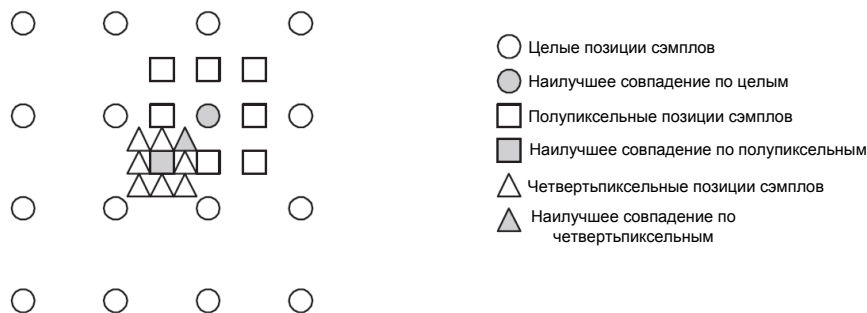 Целые позиции сэмплов
Наилучшее совпадение по целым
Полупиксельные позиции сэмплов
Наилучшее совпадение по полупиксельным
Четвертьпиксельные позиции сэмплов
Наилучшее совпадение по
четвертьпиксельным